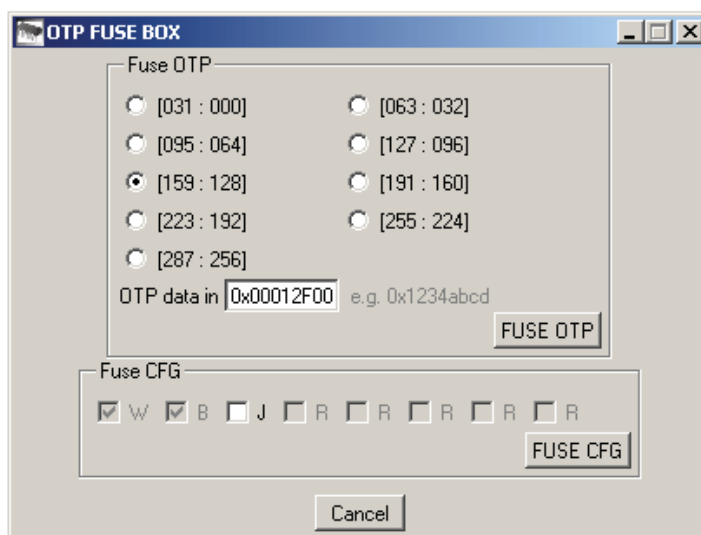 OTP FUSE BOX
Fuse OTP
[031 : 000] [063 : 032]
[095 : 064] [127 : 096]
[159 : 128] [191 : 160]
[223 : 192] [255 : 224]
[287 : 256]
OTP data in 0x00012F00 e.g. 0x1234abcd
FUSE OTP
Fuse CFG
W B J R R R R R
FUSE CFG
Cancel